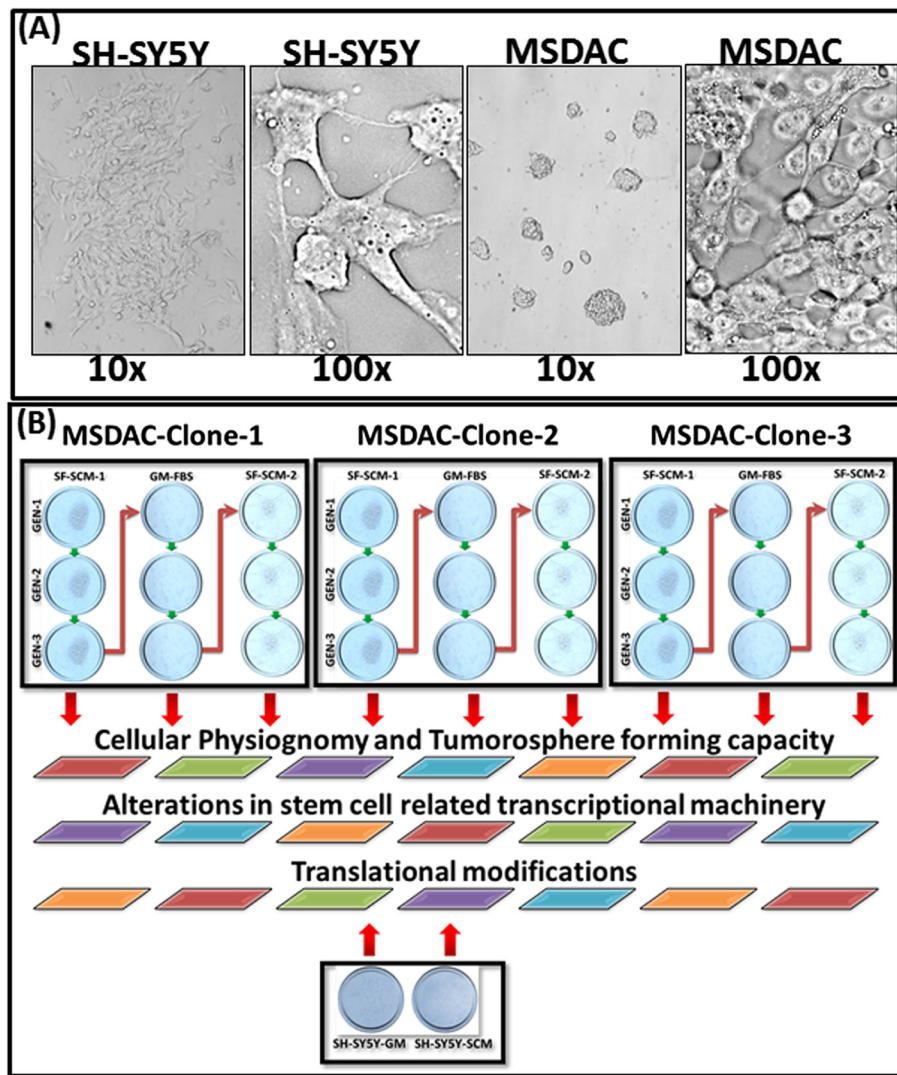 (A)
SH-SY5Y SH-SY5Y MSDAC MSDAC
10x 100x 10x 100x
(B)
MSDAC-Clone-1 MSDAC-Clone-2 MSDAC-Clone-3
SF-SCM-1 GM-FBS SF-SCM-2 SF-SCM-1 GM-FBS SF-SCM-2 SF-SCM-1 GM-FBS SF-SCM-2
GEN-1 GEN-1 GEN-1
GEN-2 GEN-2 GEN-2
GEN-3 GEN-3 GEN-3
Cellular Physiognomy and Tumorosphere forming capacity
Alterations in stem cell related transcriptional machinery
Translational modifications
SH-SY5Y-GM SH-SY5Y-SCM